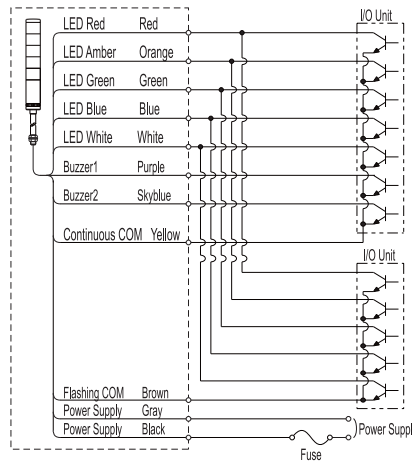 I/O Unit
LED Red Red
LED Amber Orange
LED Green Green
LED Blue Blue
LED White White
Buzzer1 Purple
Buzzer2 Skyblue
Continuous COM Yellow
I/O Unit
Flashing COM Brown
Power Supply Gray
Power Supply Black
Power Suppl
Fuse